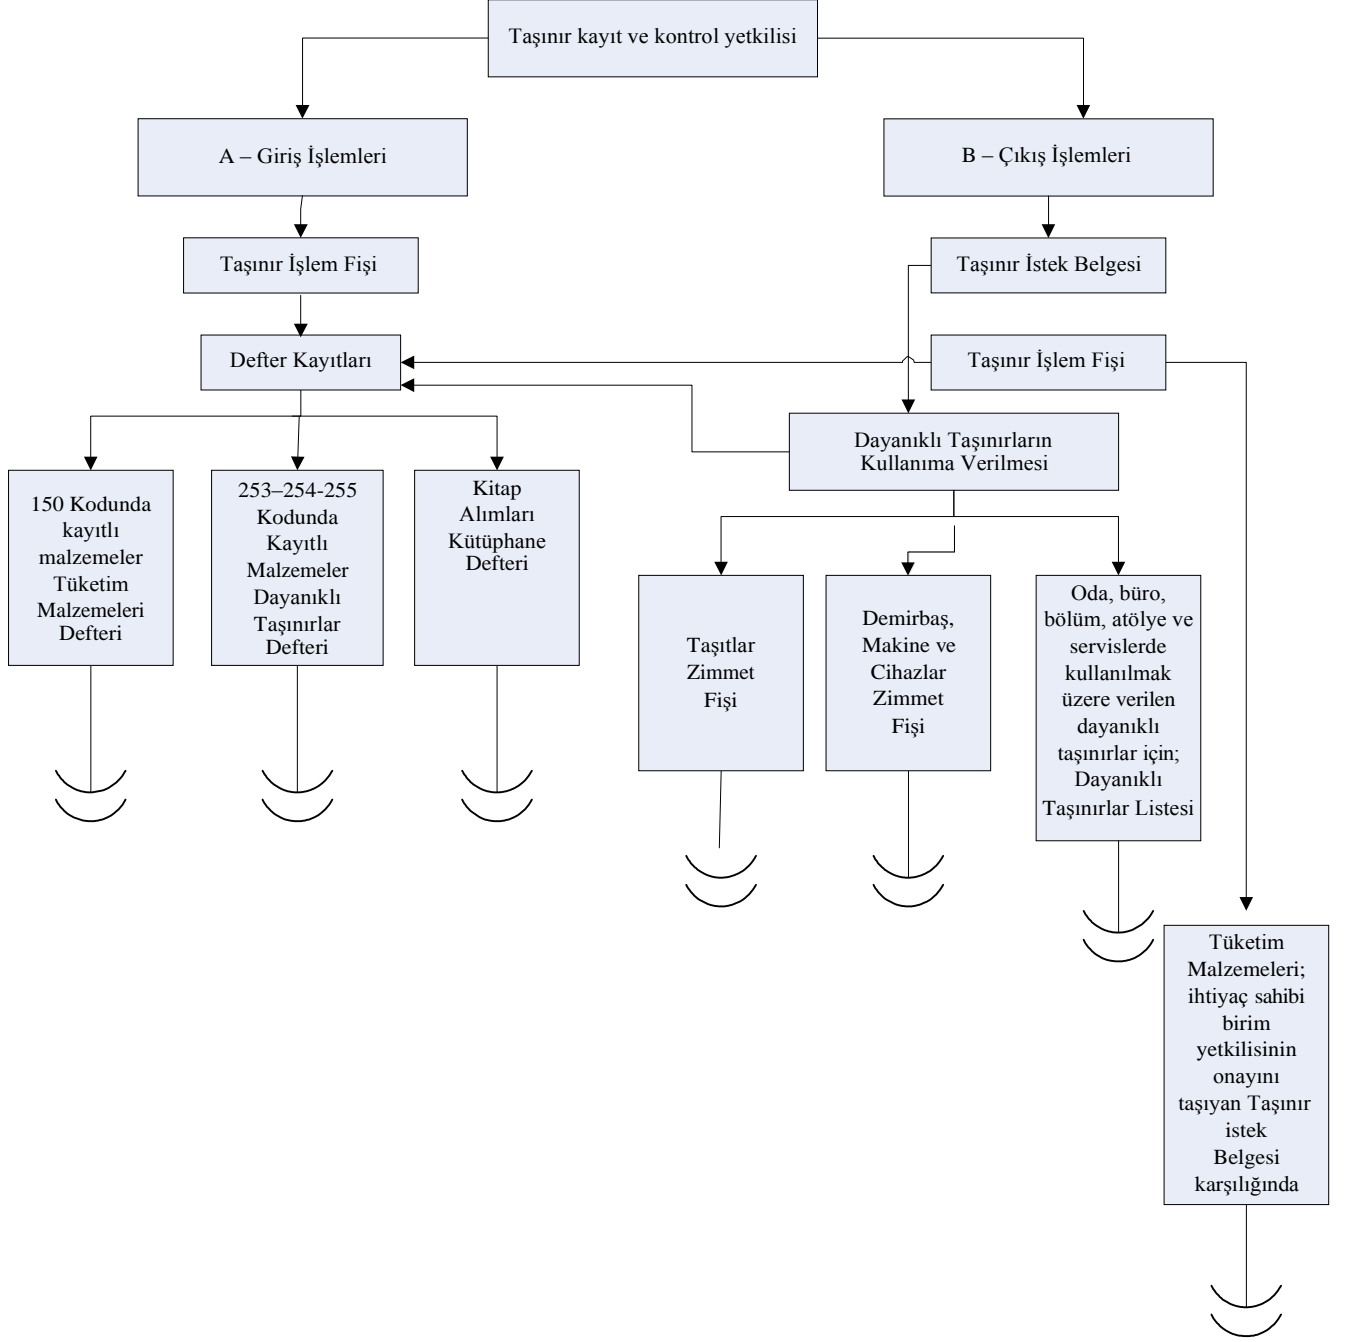 Taşınır kayıt ve kontrol yetkilisi
A – Giriş İşlemleri
B – Çıkış İşlemleri
Taşınır İşlem Fişi
Taşınır İstek Belgesi
Defter Kayıtları
Taşınır İşlem Fişi
Dayanıklı Taşınırların
Kullanıma Verilmesi
150 Kodunda
kayıtlı
malzemeler
Tüketim
Malzemeleri
Defteri
253–254-255
Kodunda
Kayıtlı
Malzemeler
Dayanıklı
Taşınırlar
Defteri
Kitap
Alımları
Kütüphane
Defteri
Taşıtlar
Zimmet
Fişi
Demirbaş,
Makine ve
Cihazlar
Zimmet
Fişi
Oda, büro,
bölüm, atölye ve
servislerde
kullanılmak
üzere verilen
dayanıklı
taşınırlar için;
Dayanıklı
Taşınırlar Listesi
Tüketim
Malzemeleri;
ihtiyaç sahibi
birim
yetkilisinin
onayını
taşıyan Taşınır
istek
Belgesi
karşılığında